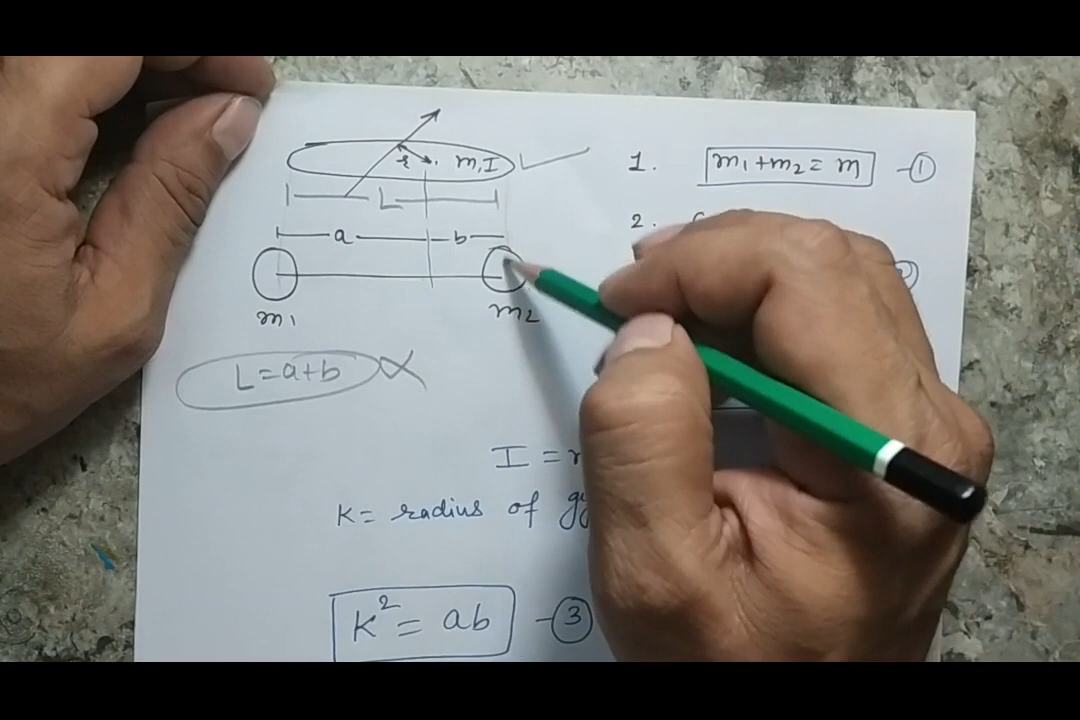 r m, I
L
a b
m₁ m₂
L = a+b
1. m₁+m₂ = m -①
2.
I =
K = radius of
K² = ab -③